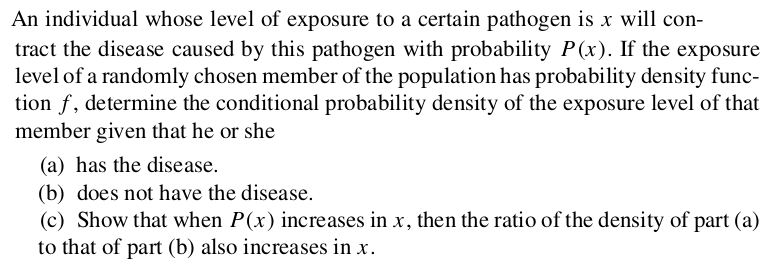 An individual whose level of exposure to a certain pathogen is x will con-
tract the disease caused by this pathogen with probability P(x). If the exposure
level of a randomly chosen member of the population has probability density func-
tion f, determine the conditional probability density of the exposure level of that
member given that he or she
(a) has the disease.
(b) does not have the disease.
(c) Show that when P(x) increases in x, then the ratio of the density of part (a)
to that of part (b) also increases in x.